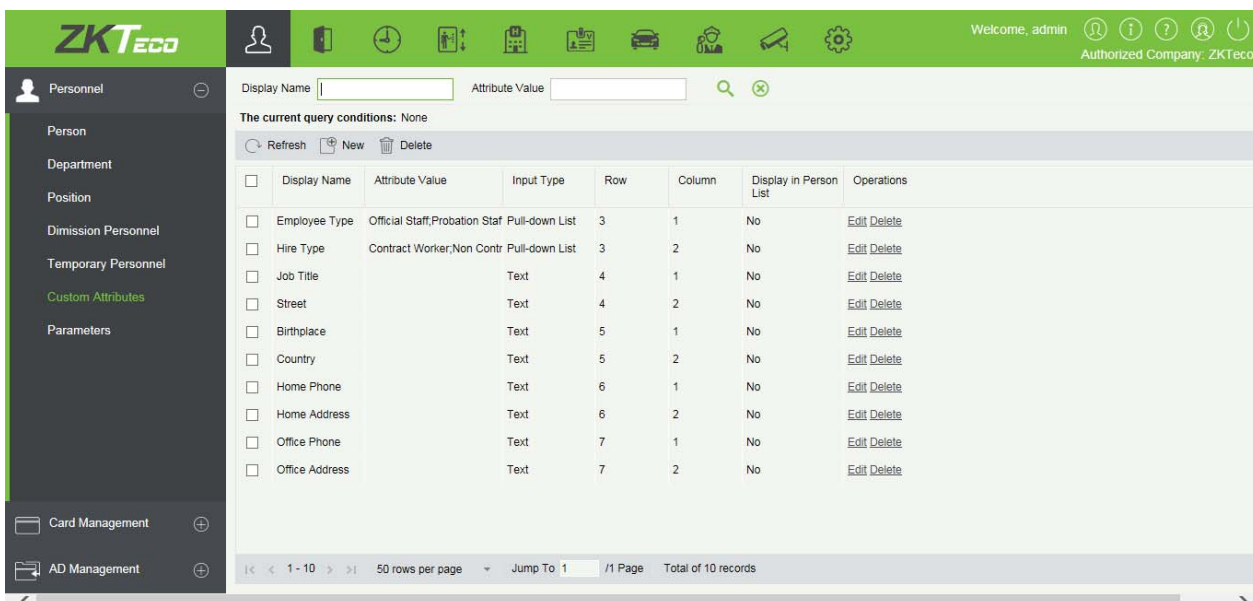 ZKTeco
Welcome, admin
Authorized Company: ZKTeco
Personnel
Person
Department
Position
Dimission Personnel
Temporary Personnel
Custom Attributes
Parameters
Card Management
AD Management
Display Name Attribute Value
The current query conditions: None
Refresh New Delete
Display Name Attribute Value Input Type Row Column Display in Person List Operations
Employee Type Official Staff;Probation Staf Pull-down List 3 1 No Edit Delete
Hire Type Contract Worker;Non Contr Pull-down List 3 2 No Edit Delete
Job Title Text 4 1 No Edit Delete
Street Text 4 2 No Edit Delete
Birthplace Text 5 1 No Edit Delete
Country Text 5 2 No Edit Delete
Home Phone Text 6 1 No Edit Delete
Home Address Text 6 2 No Edit Delete
Office Phone Text 7 1 No Edit Delete
Office Address Text 7 2 No Edit Delete
|< < 1 - 10 > >| 50 rows per page Jump To 1 /1 Page Total of 10 records